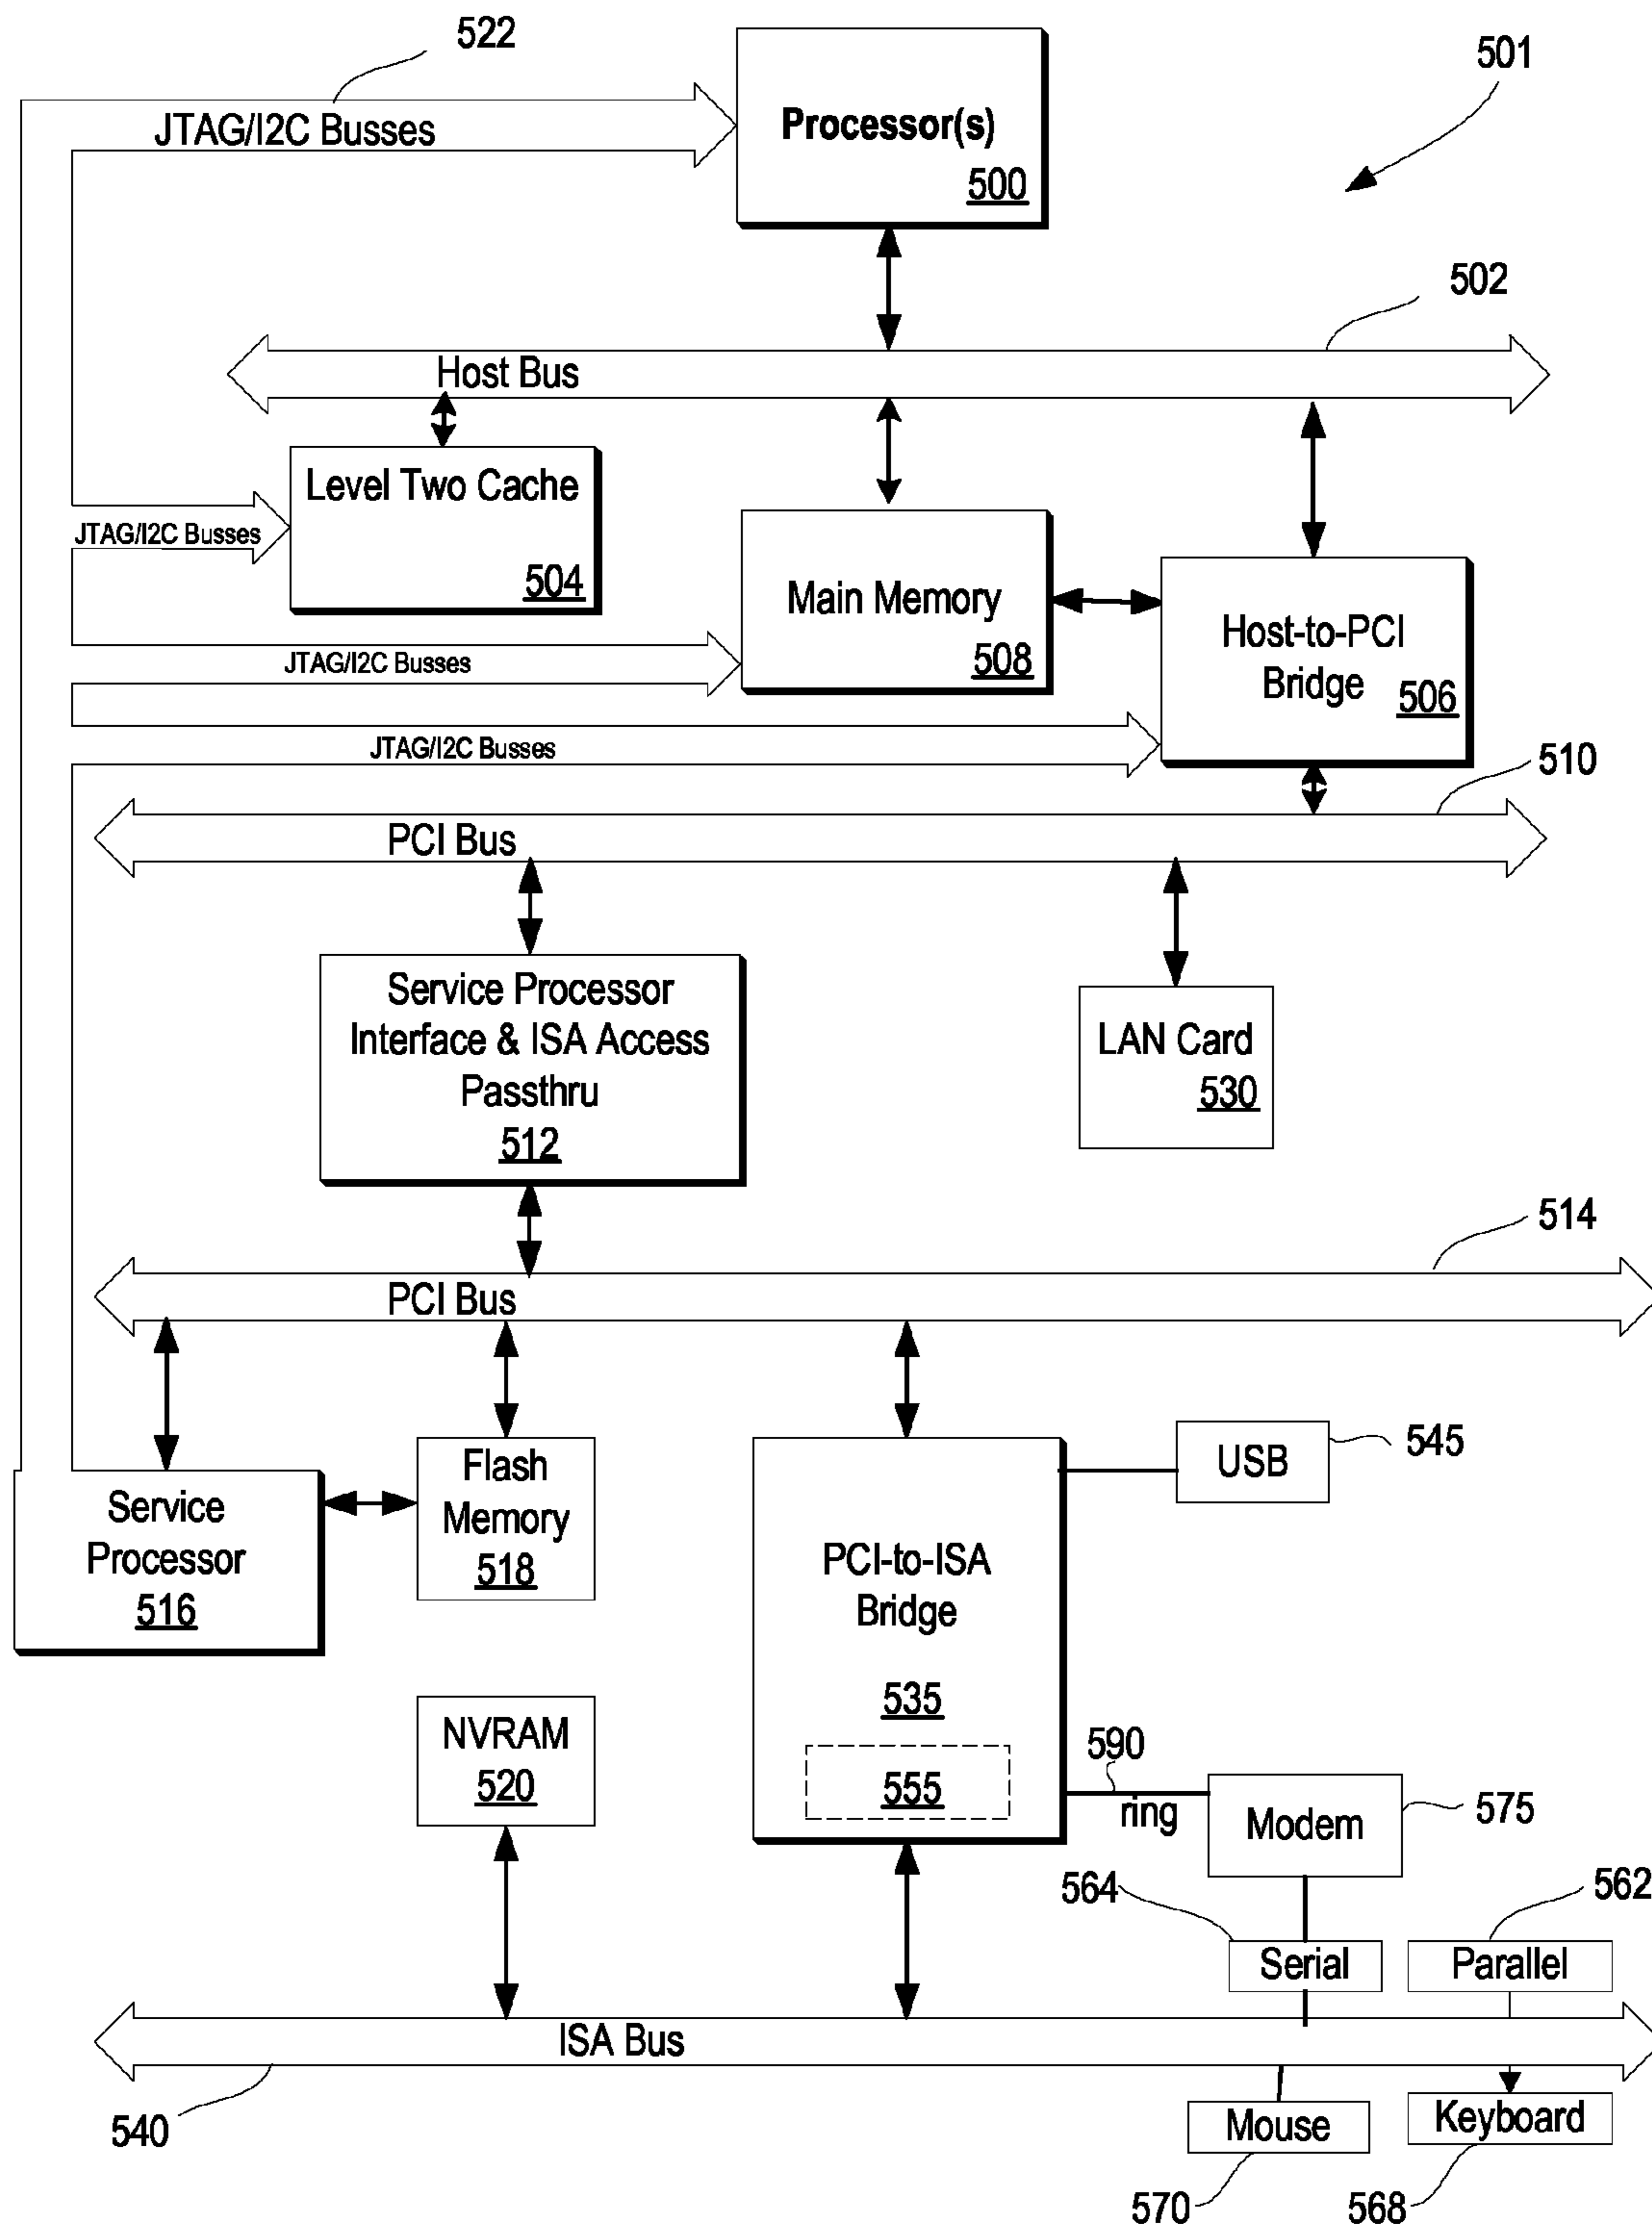 522
501
JTAG/I2C Busses
Processor(s)
500
502
Host Bus
Level Two Cache
504
JTAG/I2C Busses
Main Memory
508
Host-to-PCI
Bridge
506
JTAG/I2C Busses
JTAG/I2C Busses
510
PCI Bus
Service Processor
Interface & ISA Access
Passthru
512
LAN Card
530
514
PCI Bus
Service
Processor
516
Flash
Memory
518
USB
545
PCI-to-ISA
Bridge
535
555
NVRAM
520
590
ring
Modem
575
564
562
Serial
Parallel
ISA Bus
540
Mouse
Keyboard
570
568